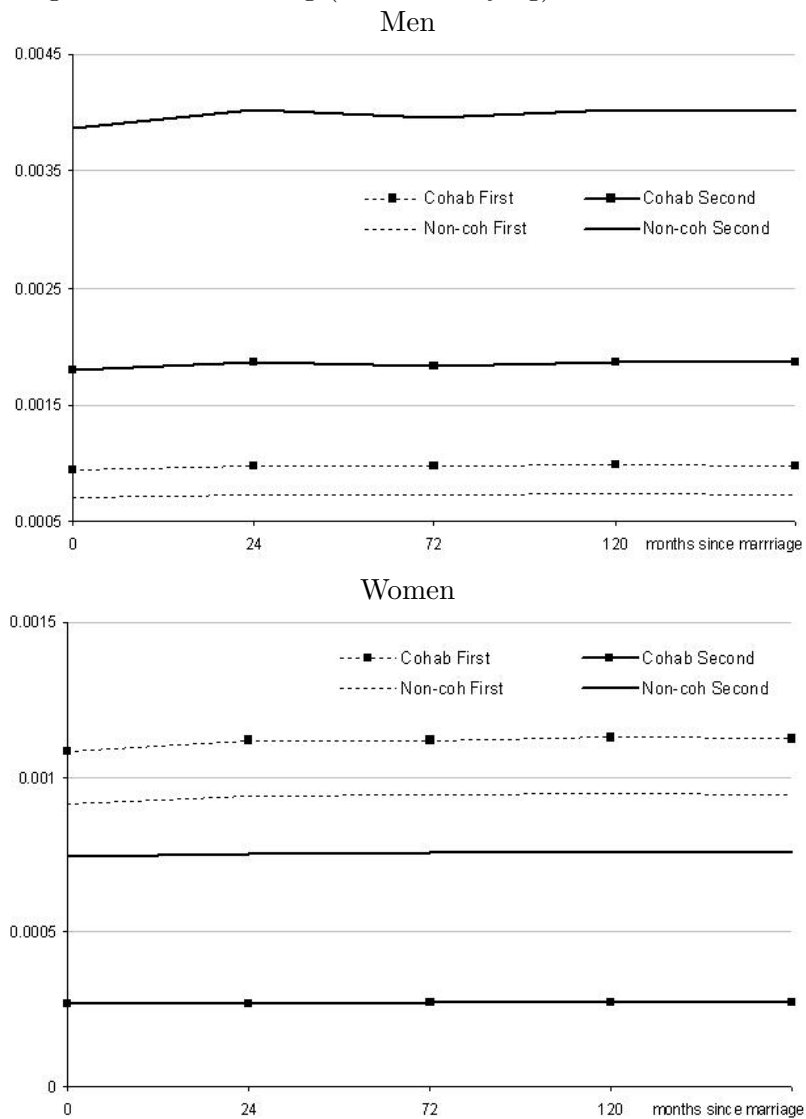 Men
0.0045
0.0035
Cohab First
Cohab Second
Non-coh First
Non-coh Second
0.0025
0.0015
0.0005
0
24
72
120
months since marrriage
Women
0.0015
Cohab First
Cohab Second
Non-coh First
Non-coh Second
0.001
0.0005
0
0
24
72
120
months since marriage